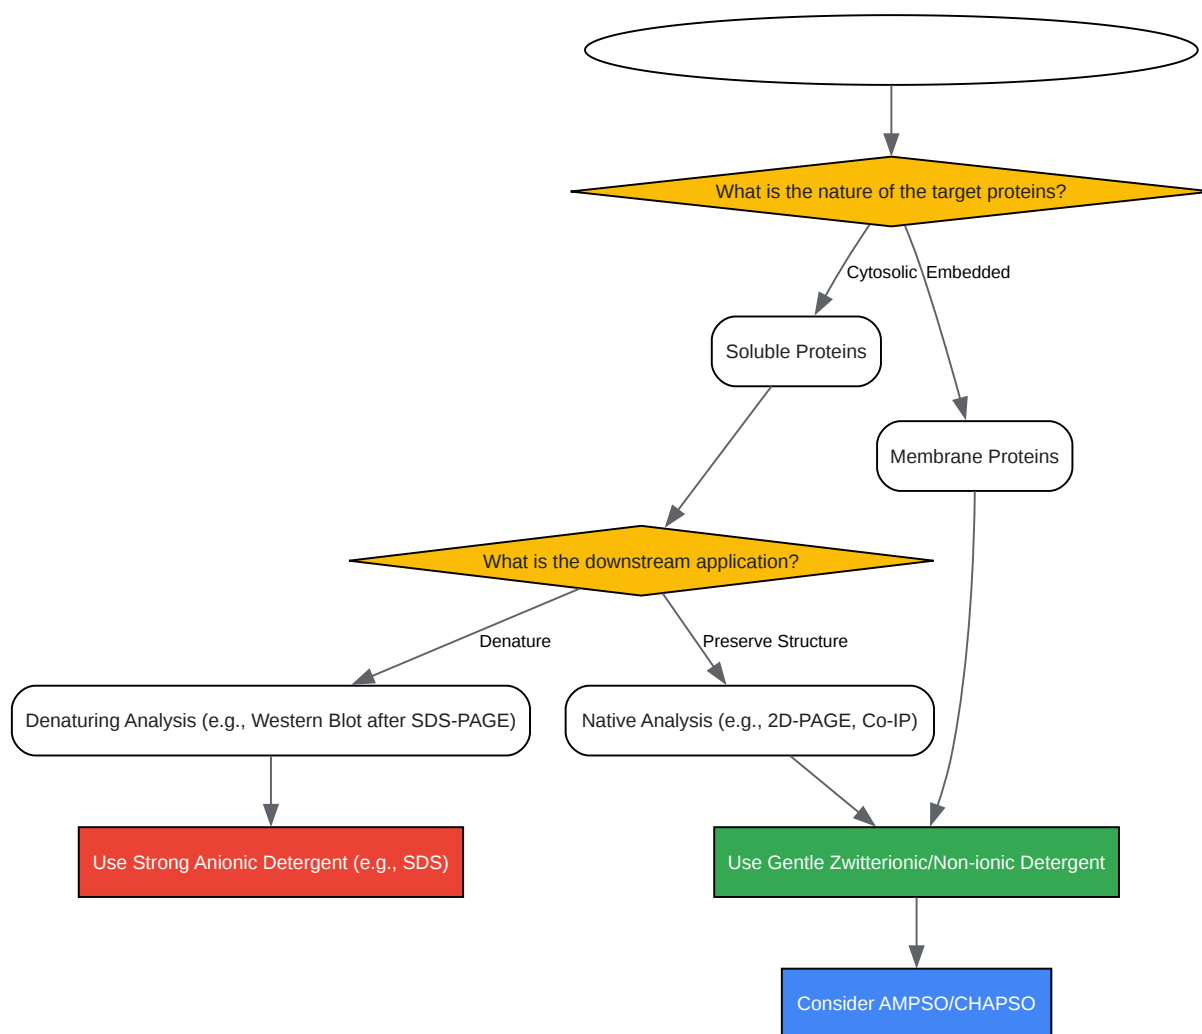 What is the nature of the target proteins?
Cytosolic
Embedded
Soluble Proteins
Membrane Proteins
What is the downstream application?
Denature
Preserve Structure
Denaturing Analysis (e.g., Western Blot after SDS-PAGE)
Native Analysis (e.g., 2D-PAGE, Co-IP)
Use Strong Anionic Detergent (e.g., SDS)
Use Gentle Zwitterionic/Non-ionic Detergent
Consider AMPSO/CHAPSO